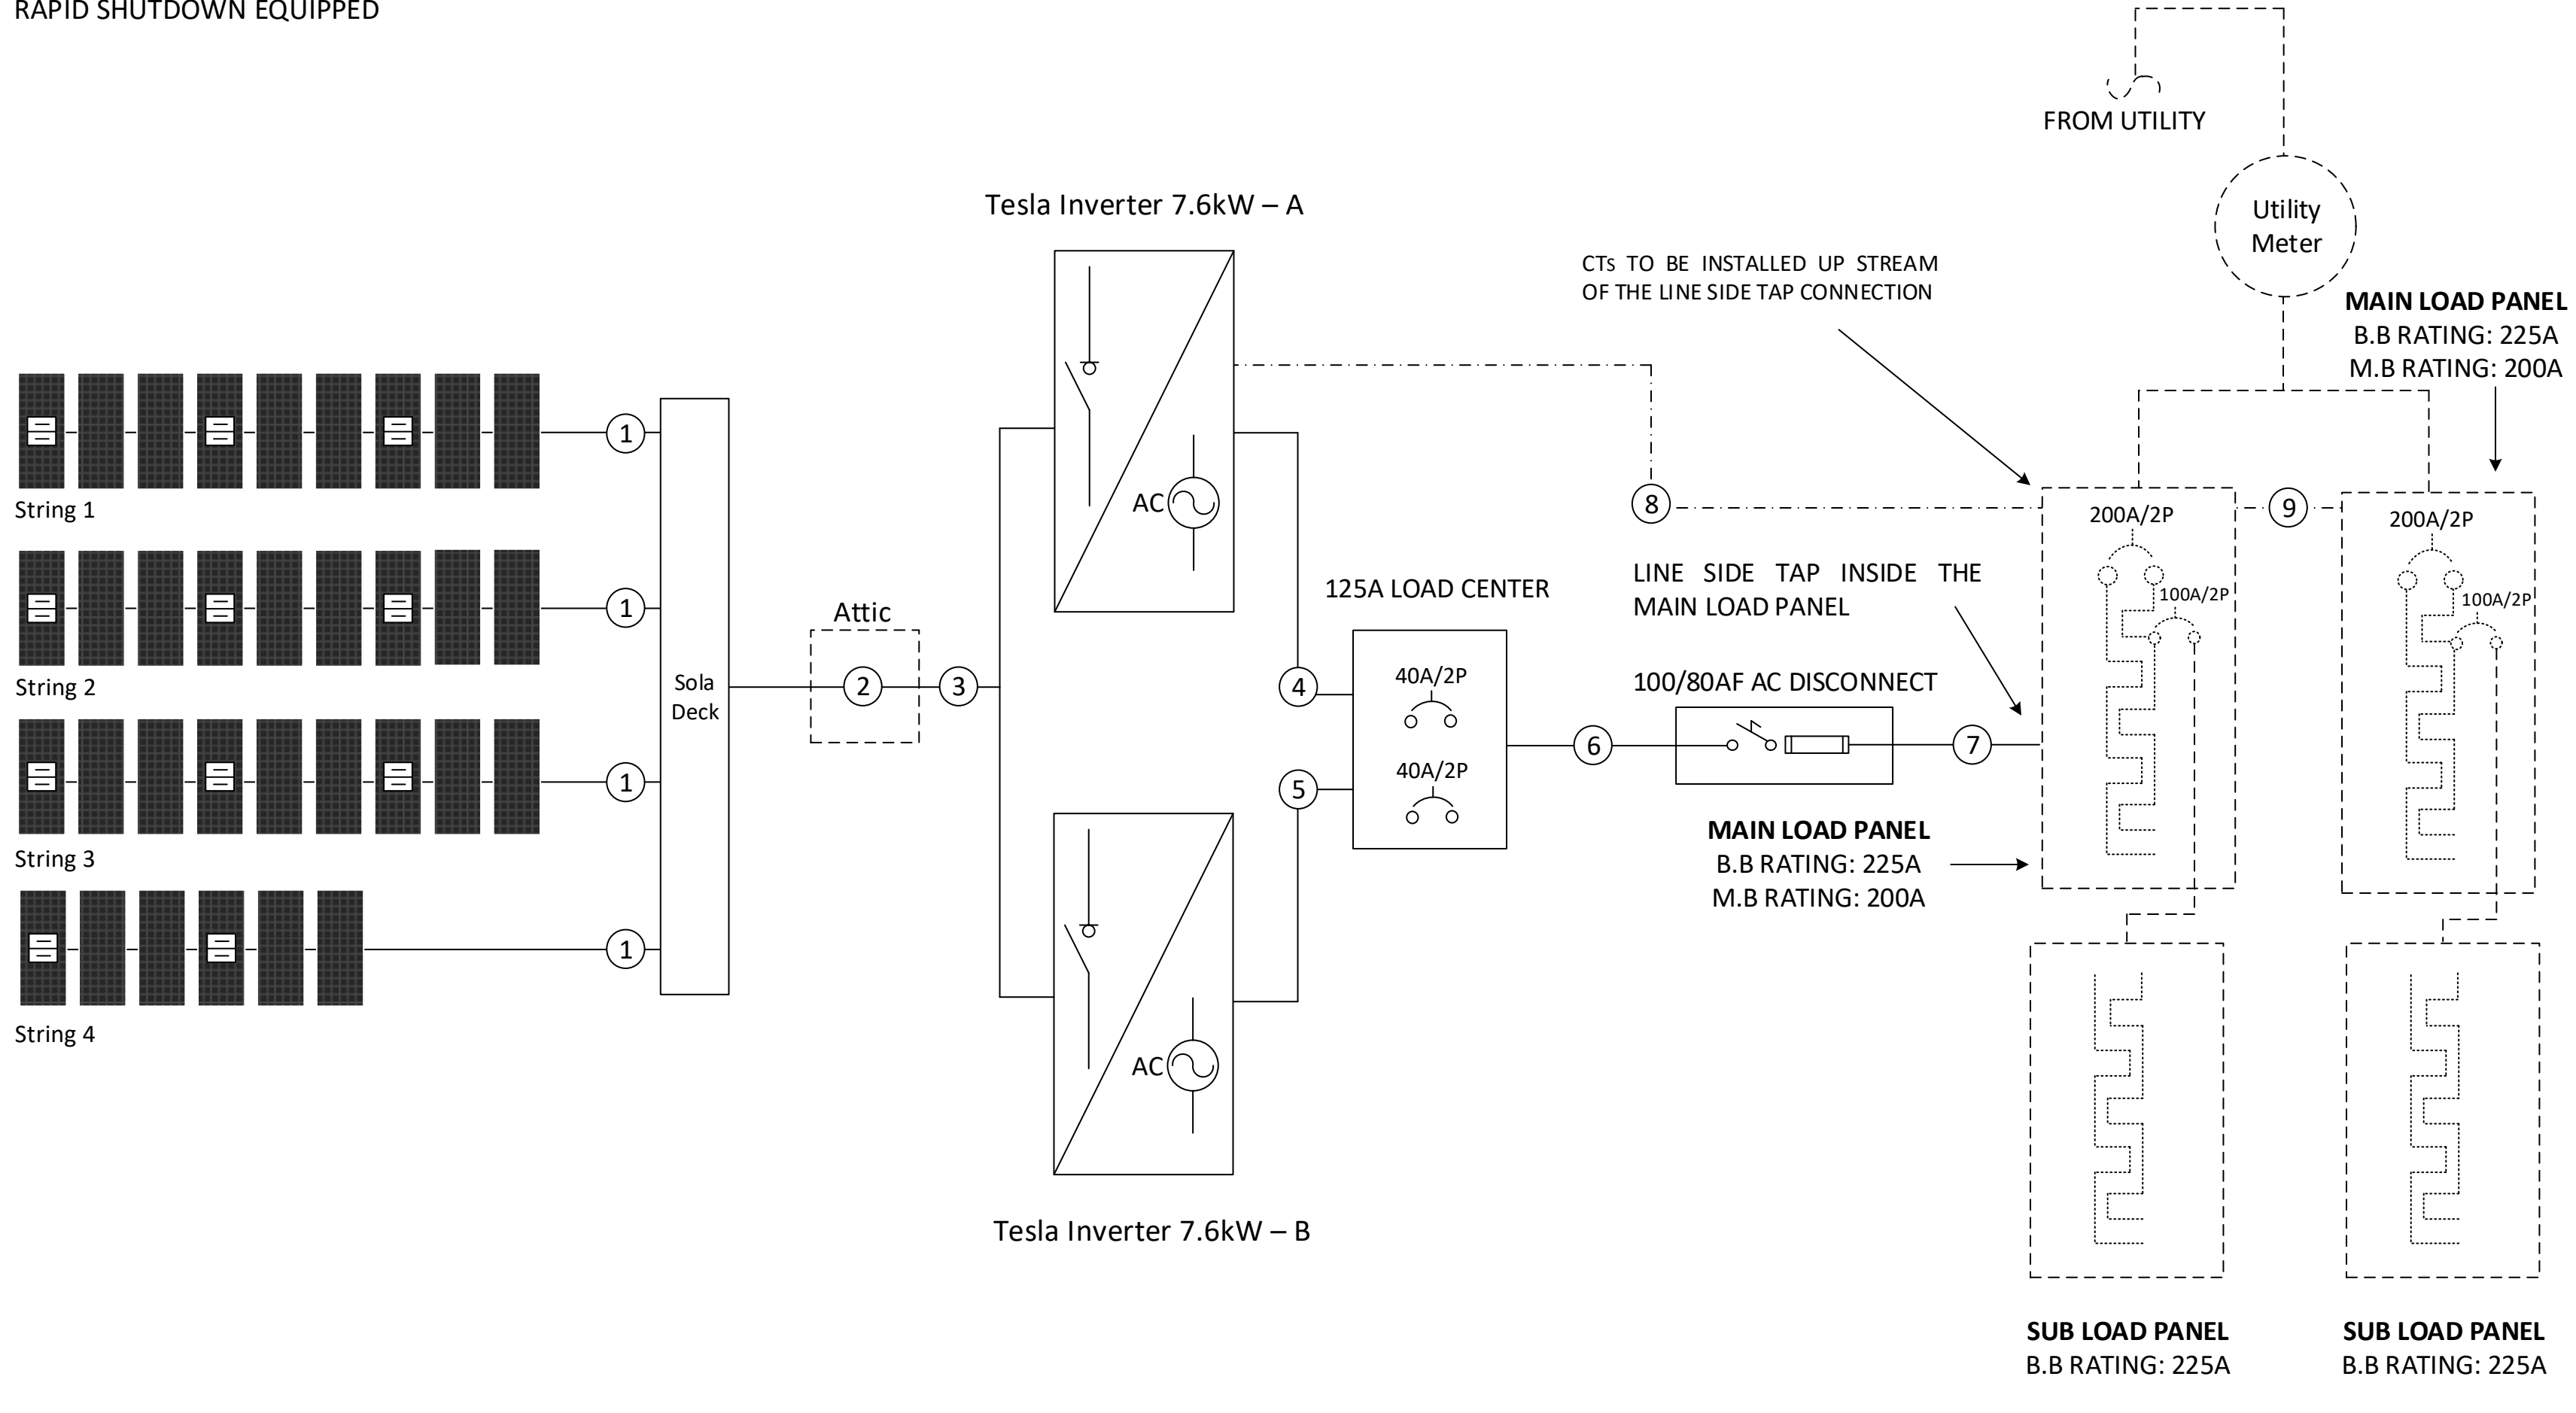 RAPID SHUTDOWN EQUIPPED
FROM UTILITY
Utility
Meter
Tesla Inverter 7.6kW – A
CTs TO BE INSTALLED UP STREAM
OF THE LINE SIDE TAP CONNECTION
MAIN LOAD PANEL
B.B RATING: 225A
M.B RATING: 200A
1
String 1
1
String 2
1
String 3
1
String 4
Sola
Deck
Attic
2
3
AC
AC
Tesla Inverter 7.6kW – B
4
5
125A LOAD CENTER
40A/2P
40A/2P
6
8
LINE SIDE TAP INSIDE THE
MAIN LOAD PANEL
100/80AF AC DISCONNECT
7
MAIN LOAD PANEL
B.B RATING: 225A
M.B RATING: 200A
200A/2P
100A/2P
9
200A/2P
100A/2P
SUB LOAD PANEL
B.B RATING: 225A
SUB LOAD PANEL
B.B RATING: 225A